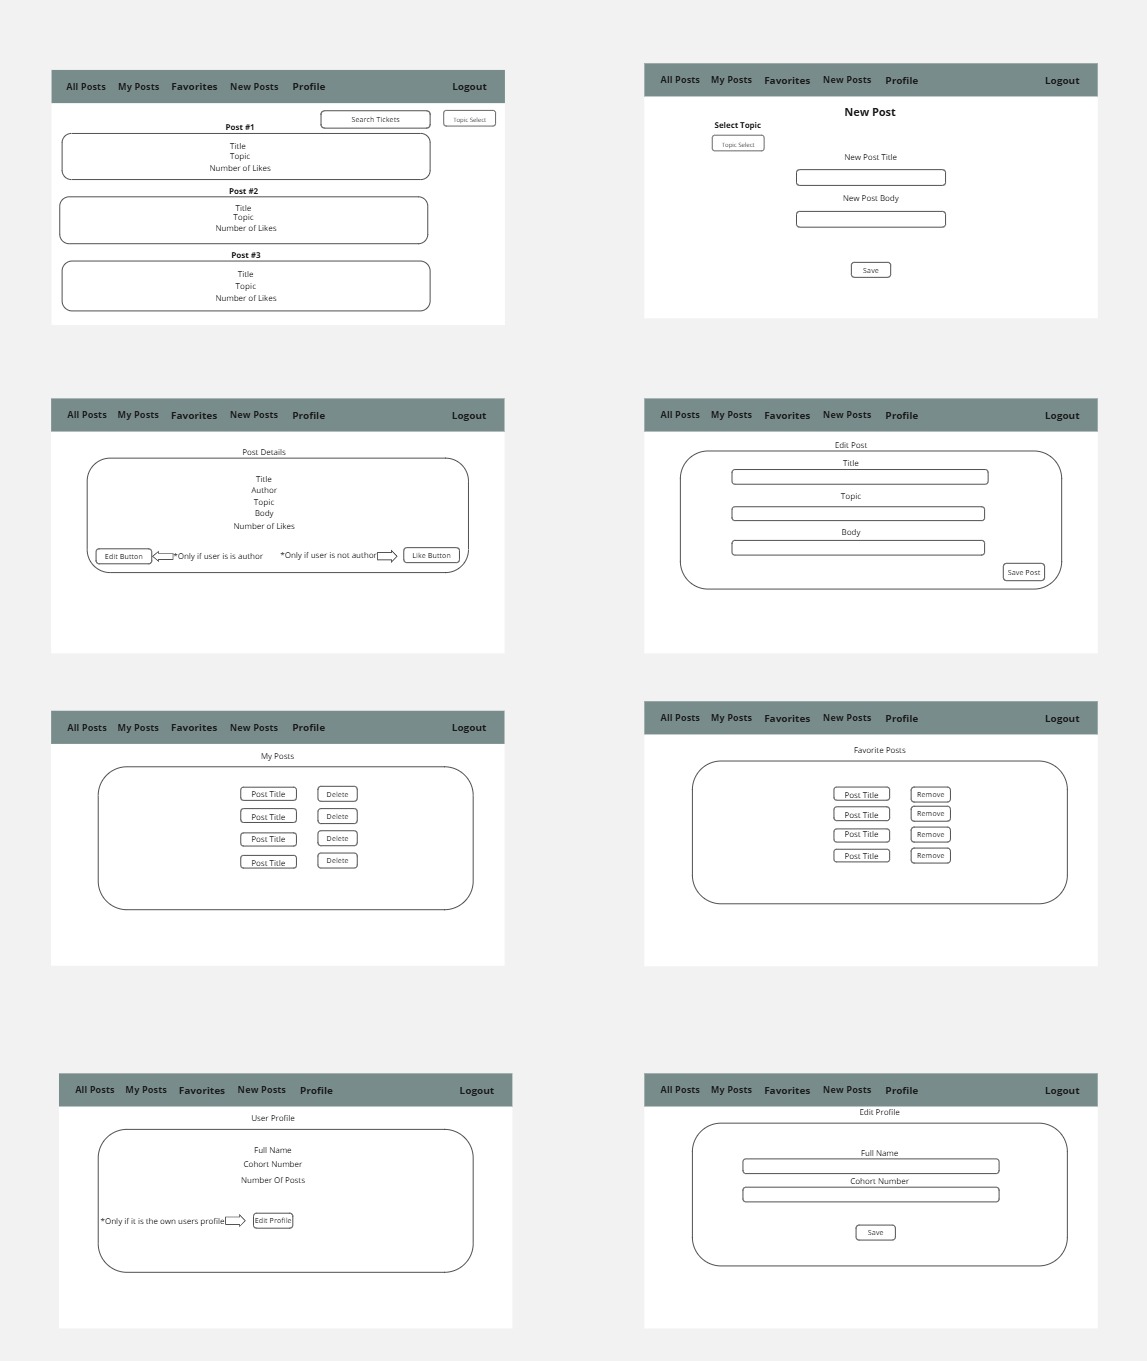 All Posts My Posts Favorites New Posts Profile Logout
Search Tickets Topic Select
Post #1
Title
Topic
Number of Likes
Post #2
Title
Topic
Number of Likes
Post #3
Title
Topic
Number of Likes
All Posts My Posts Favorites New Posts Profile Logout
New Post
Select Topic
Topic Select
New Post Title
New Post Body
Save
All Posts My Posts Favorites New Posts Profile Logout
Post Details
Title
Author
Topic
Body
Number of Likes
Edit Button *Only if user is is author *Only if user is not author Like Button
All Posts My Posts Favorites New Posts Profile Logout
Edit Post
Title
Topic
Body
Save Post
All Posts My Posts Favorites New Posts Profile Logout
My Posts
Post Title Delete
Post Title Delete
Post Title Delete
Post Title Delete
All Posts My Posts Favorites New Posts Profile Logout
Favorite Posts
Post Title Remove
Post Title Remove
Post Title Remove
Post Title Remove
All Posts My Posts Favorites New Posts Profile Logout
User Profile
Full Name
Cohort Number
Number Of Posts
*Only if it is the own users profile Edit Profile
All Posts My Posts Favorites New Posts Profile Logout
Edit Profile
Full Name
Cohort Number
Save